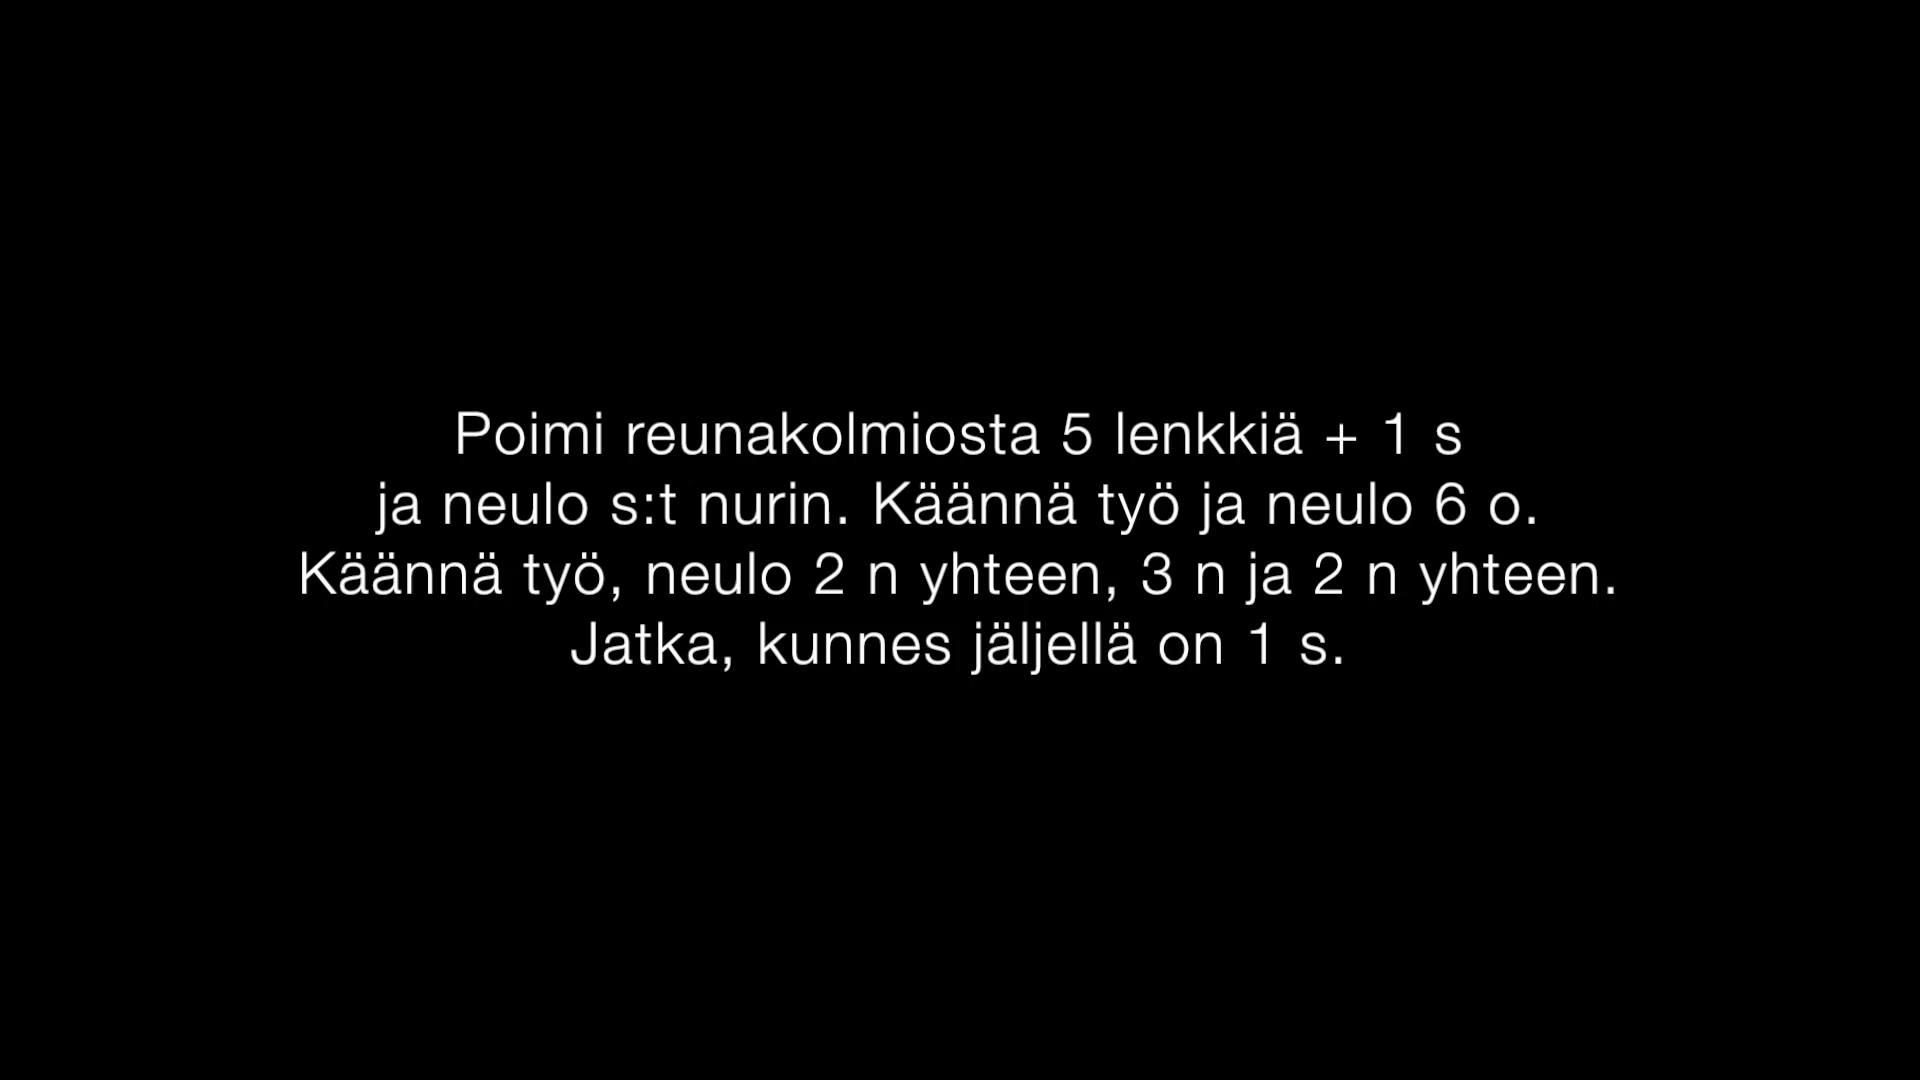 Poimi reunakolmiosta 5 lenkkiä + 1 s
ja neulo s:t nurin. Käännä työ ja neulo 6 o.
Käännä työ, neulo 2 n yhteen, 3 n ja 2 n yhteen.
Jatka, kunnes jäljellä on 1 s.